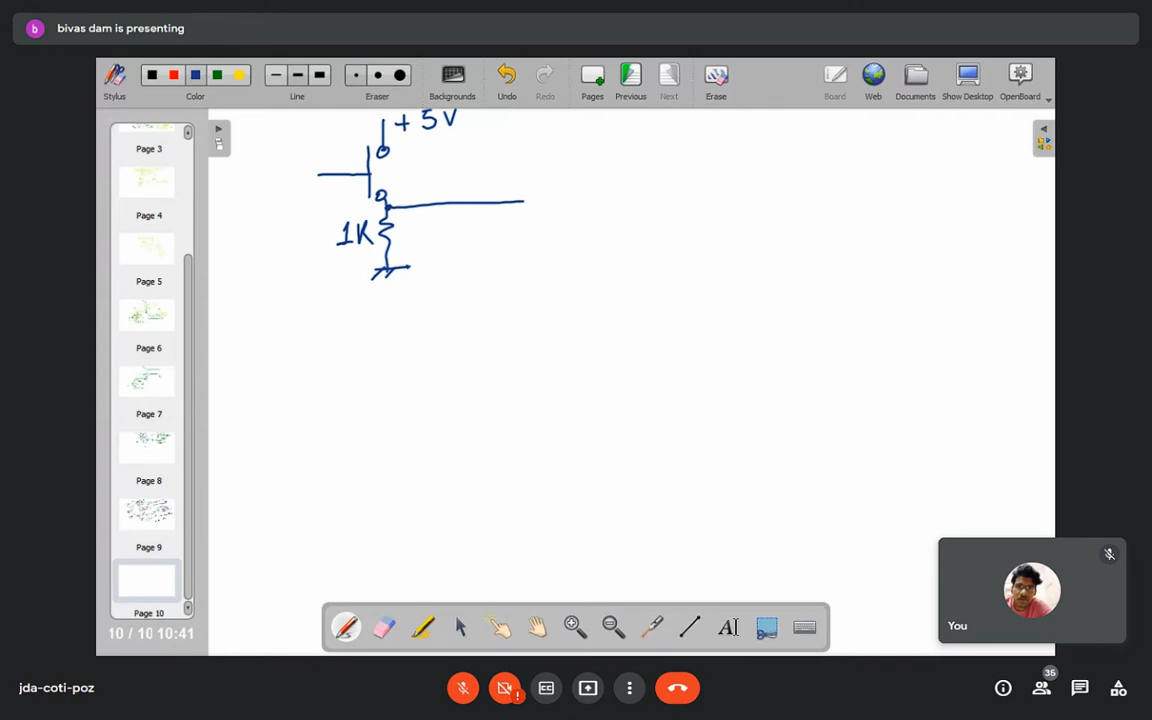 b bivas dam is presenting
Stylus Color Line Eraser Backgrounds Undo Redo Pages Previous Next Erase Board Web Documents Show Desktop OpenBoard
+ 5V
1K
Page 3
Page 4
Page 5
Page 6
Page 7
Page 8
Page 9
Page 10
10 / 10 10:41
A
You
jda-coti-poz
35